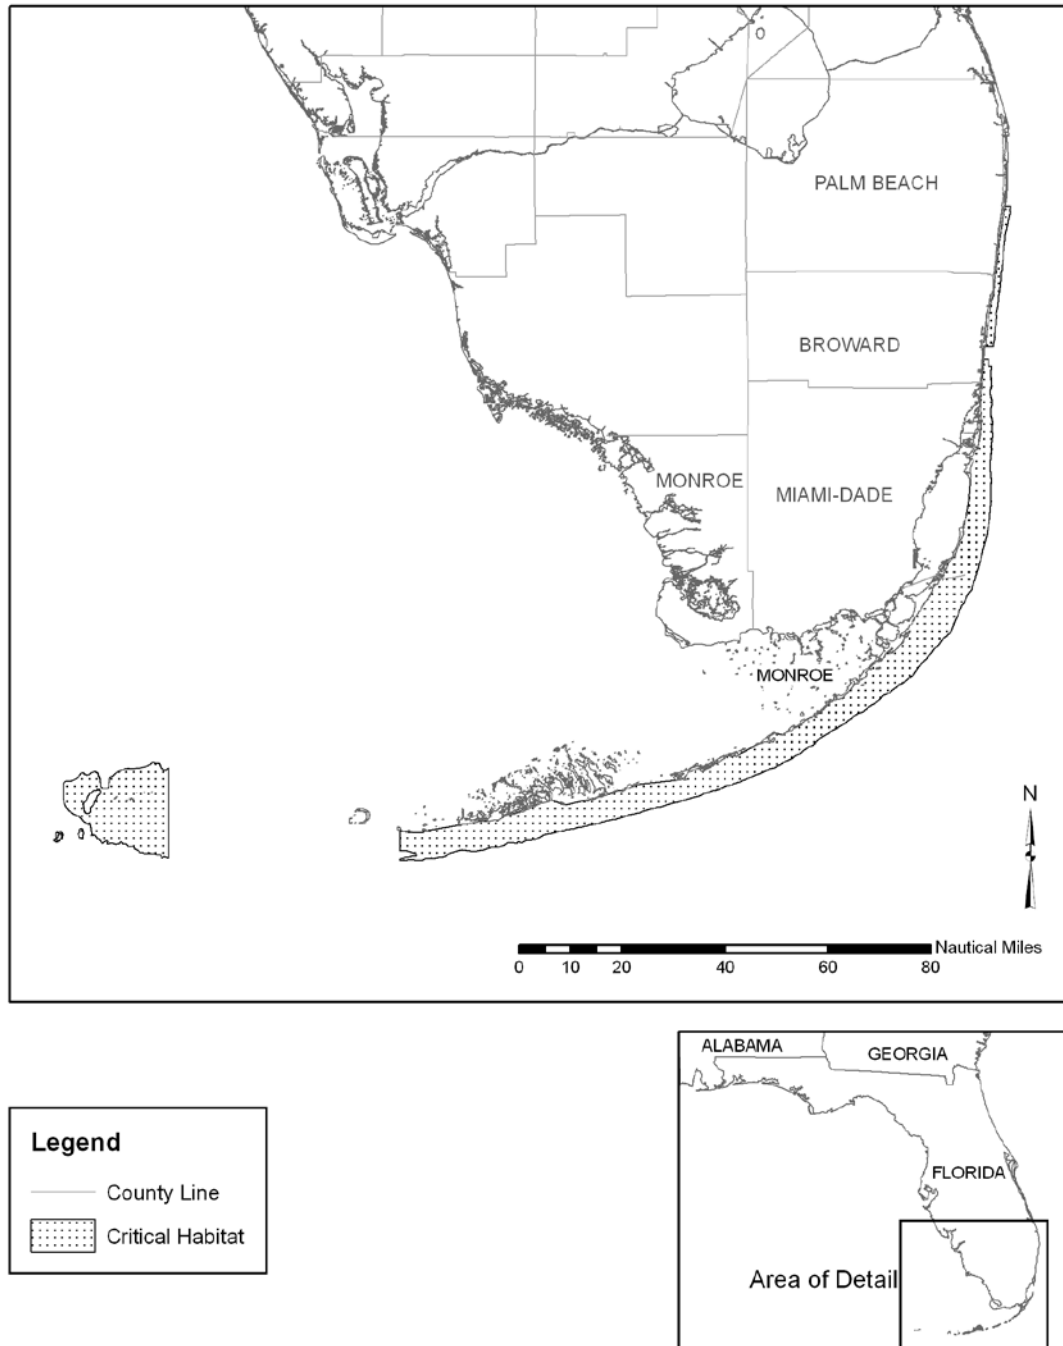 PALM BEACH
BROWARD
MONROE
MIAMI-DADE
MONROE
N
Nautical Miles
0 10 20 40 60 80
ALABAMA
GEORGIA
FLORIDA
Area of Detail
Legend
County Line
Critical Habitat